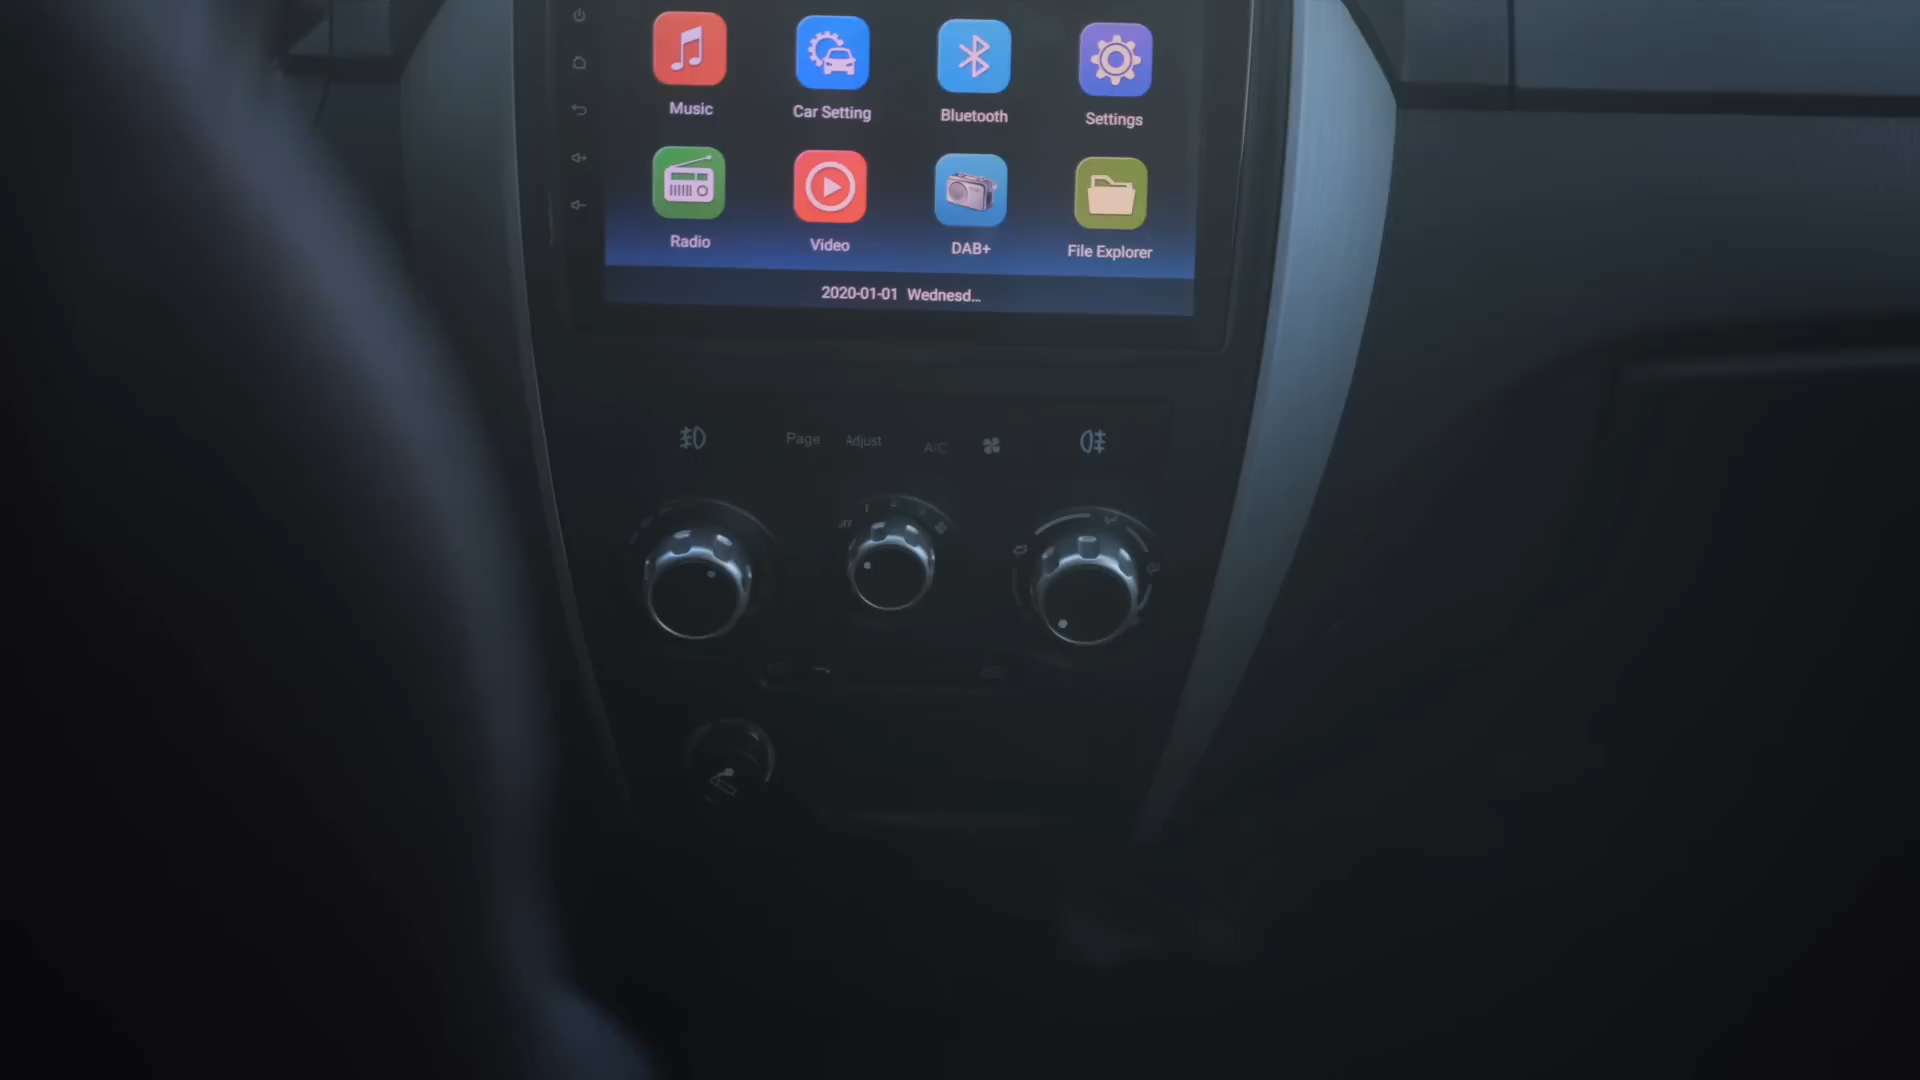 Music Car Setting Bluetooth Settings
Radio Video DAB+ File Explorer
2020-01-01 Wednesd...
Page Adjust A/C